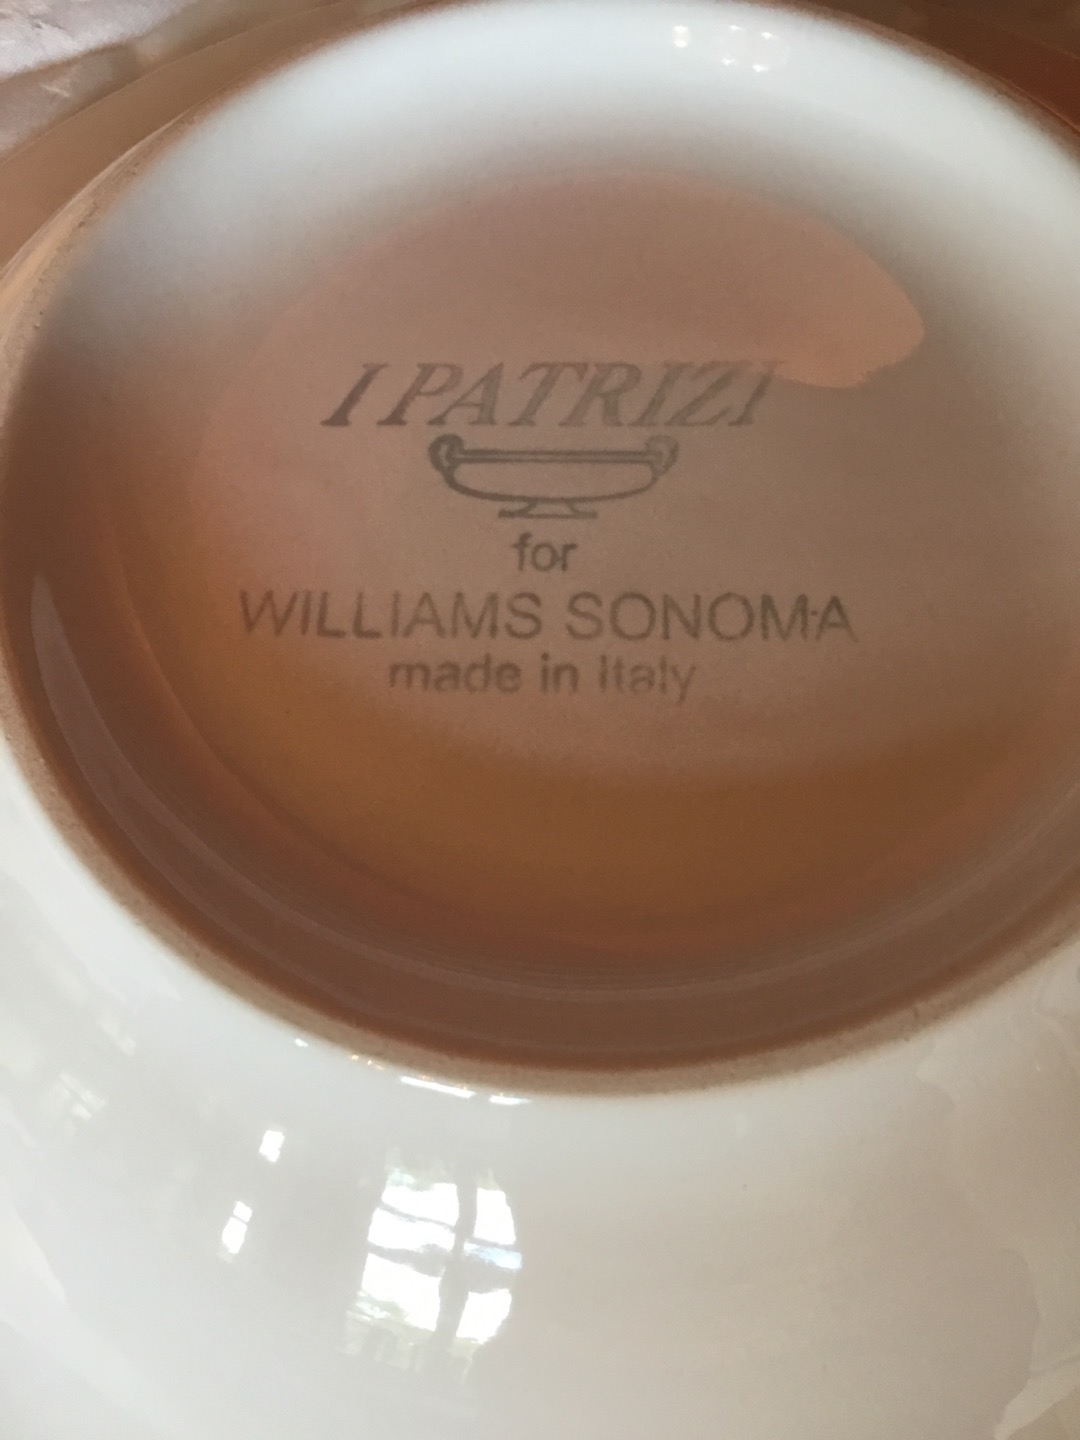 I PATRIZI
for
WILLIAMS SONOMA
made in Italy